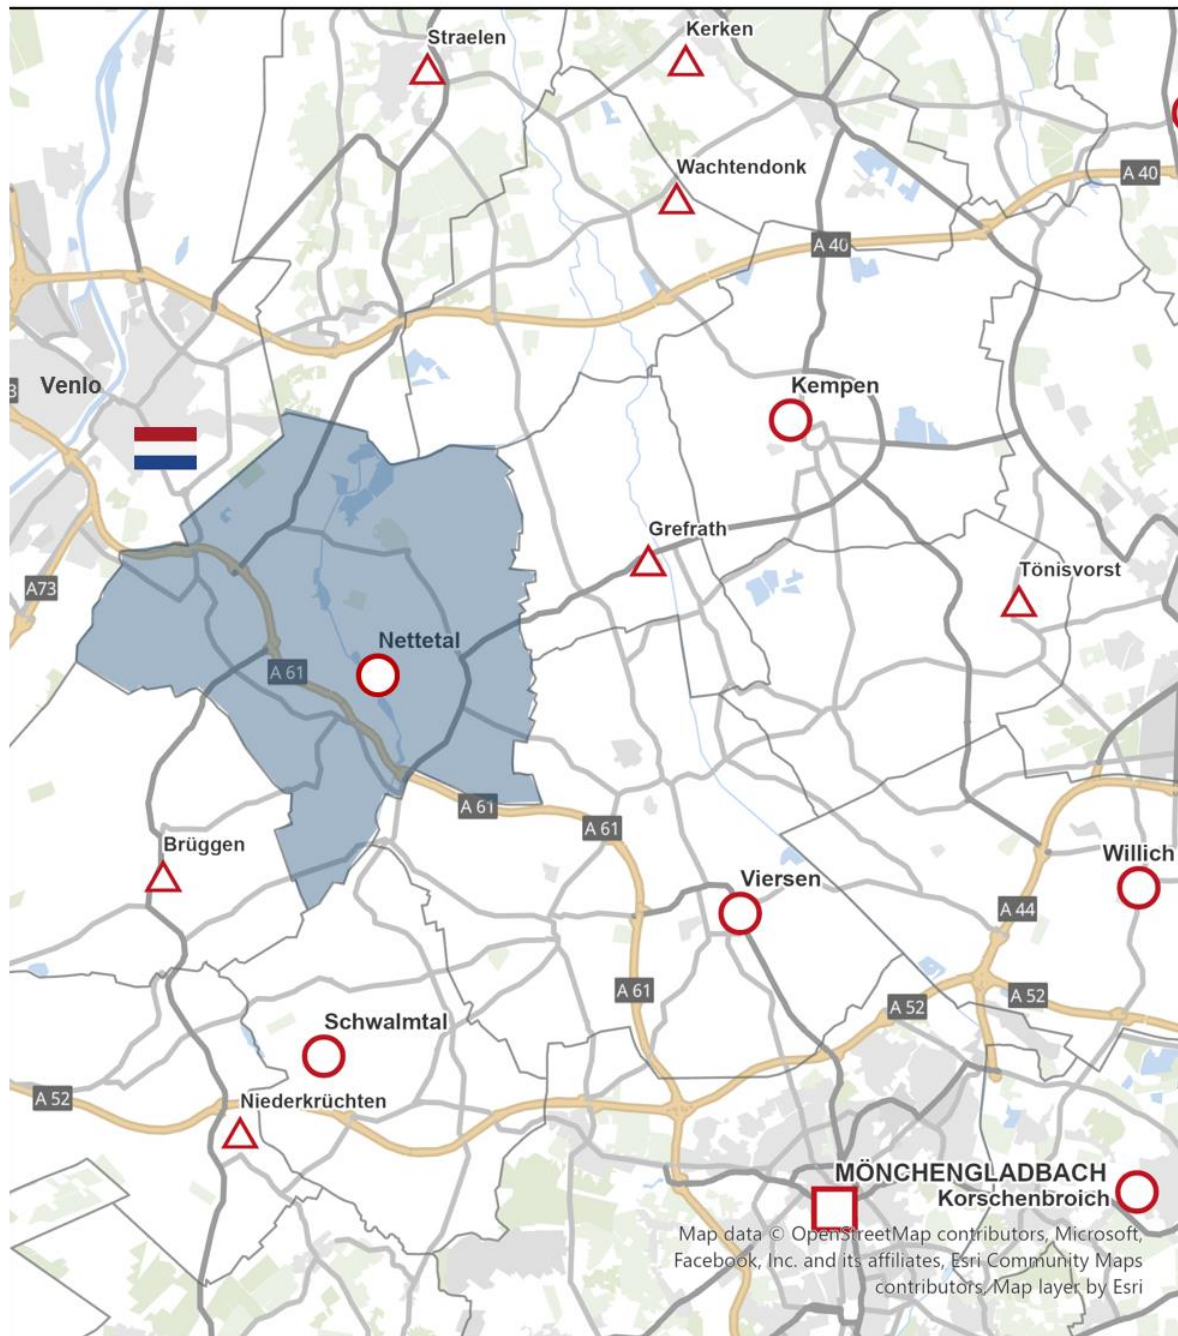 Straelen
Kerken
Wachtendonk
A 40
A 40
Venlo
Kempen
Grefrath
Tönisvorst
A73
Nettetal
A 61
A 61
A 61
Brüggen
Viersen
Willich
A 44
A 61
A 52
A 52
Schwalmtal
A 52
Niederkrüchten
MÖNCHENGLADBACH
Korschenbroich
Map data © OpenStreetMap contributors, Microsoft,
Facebook, Inc. and its affiliates, Esri Community Maps
contributors, Map layer by Esri